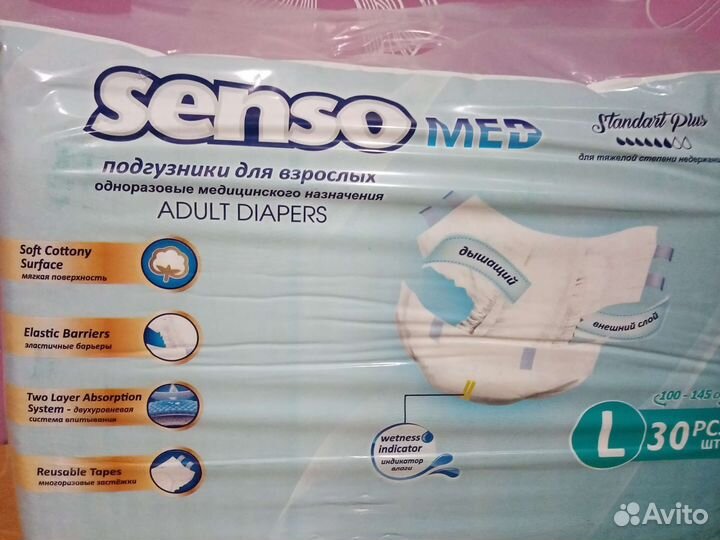 senso MED
Standart Plus
для тяжелой степени
подгузники для взрослых
одноразовые медицинского назначения
ADULT DIAPERS
Soft Cottony
Surface
мягкая поверхность
дышащий
внешний слой
Elastic Barriers
эластичные барьеры
Two Layer Absorption
System - двухуровневая
система впитывания
Reusable Tapes
многоразовые застёжки
wetness
indicator
индикатор
влаги
100 - 145
L 30 PCS
шт
Avito